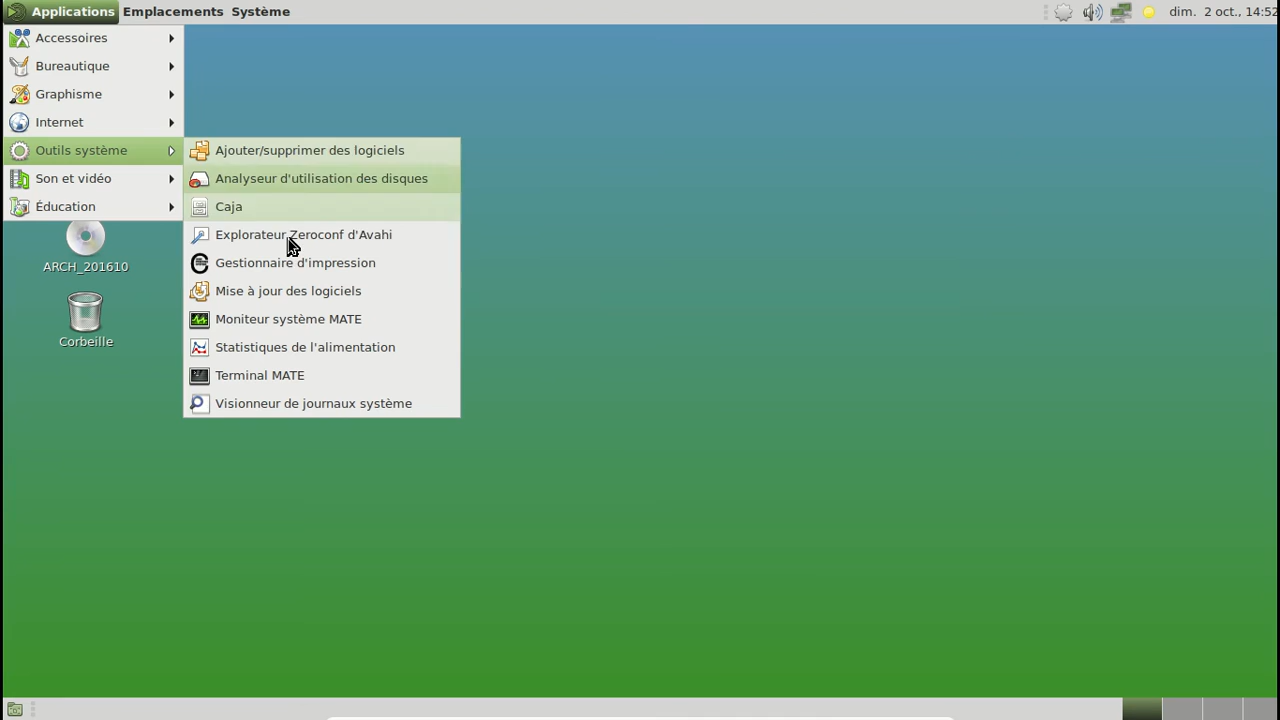 Applications Emplacements Système dim. 2 oct., 14:52
Accessoires
Bureautique
Graphisme
Internet
Outils système
Son et vidéo
Éducation
Ajouter/supprimer des logiciels
Analyseur d'utilisation des disques
Caja
Explorateur Zeroconf d'Avahi
Gestionnaire d'impression
Mise à jour des logiciels
Moniteur système MATE
Statistiques de l'alimentation
Terminal MATE
Visionneur de journaux système
ARCH_201610
Corbeille